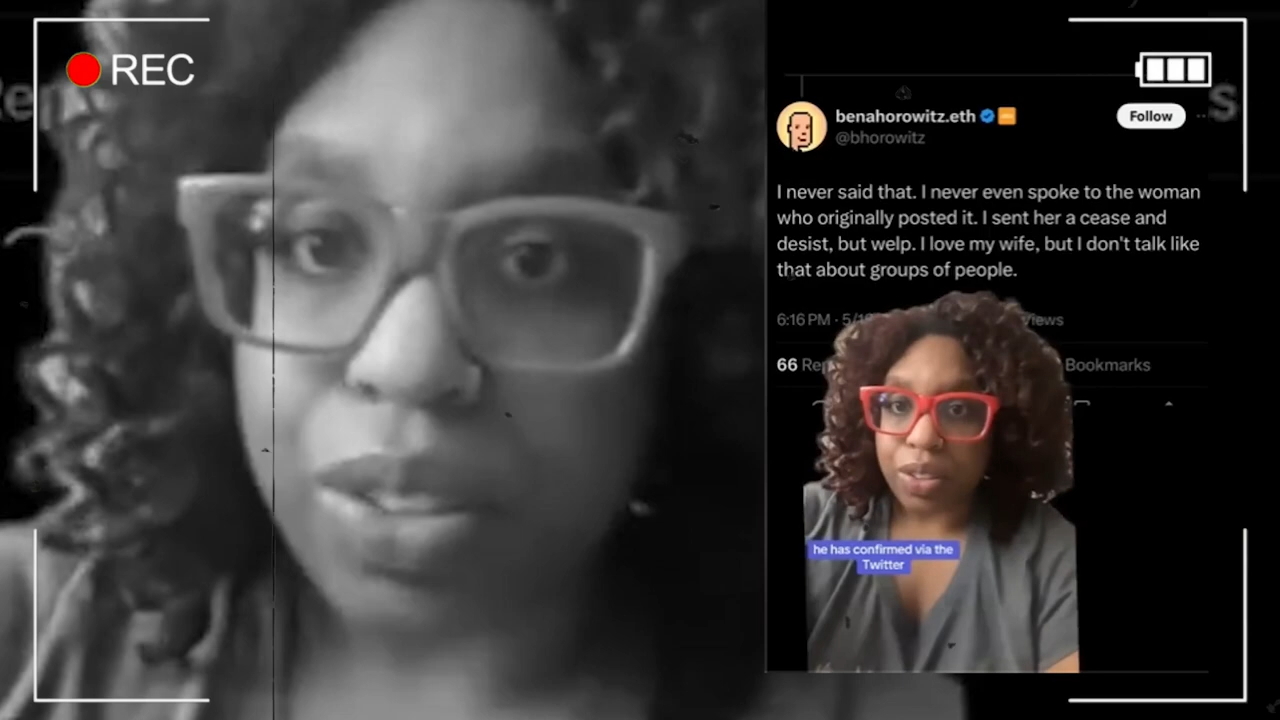 REC
benahorowitz.eth
Follow
@bhorowitz
I never said that. I never even spoke to the woman
who originally posted it. I sent her a cease and
desist, but welp. I love my wife, but I don't talk like
that about groups of people.
6:16 PM · Views
66 Bookmarks
he has confirmed via the
Twitter